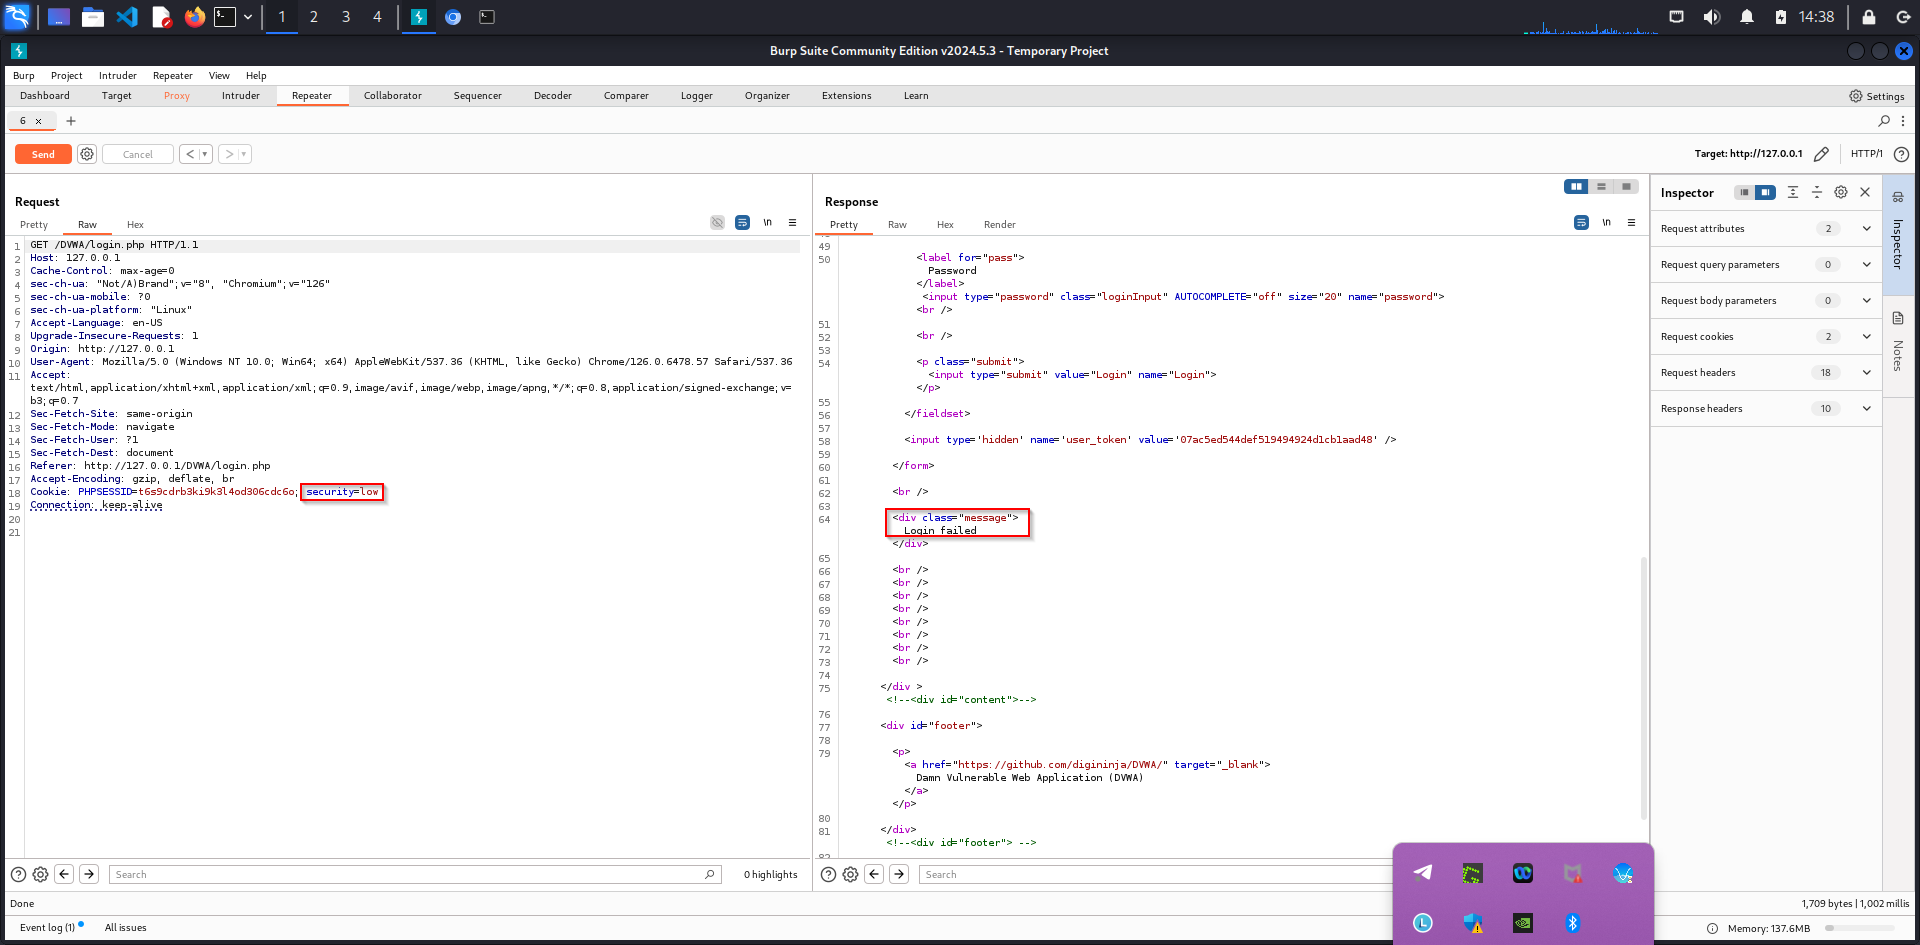 1 2 3 4 14:38
Burp Suite Community Edition v2024.5.3 - Temporary Project
Burp Project Intruder Repeater View Help
Dashboard Target Proxy Intruder Repeater Collaborator Sequencer Decoder Comparer Logger Organizer Extensions Learn Settings
6 × +
Send Cancel < > Target: http://127.0.0.1 HTTP/1
Request
Pretty Raw Hex \n
1 GET /DVWA/login.php HTTP/1.1
2 Host: 127.0.0.1
3 Cache-Control: max-age=0
4 sec-ch-ua: "Not/A)Brand";v="8", "Chromium";v="126"
5 sec-ch-ua-mobile: ?0
6 sec-ch-ua-platform: "Linux"
7 Accept-Language: en-US
8 Upgrade-Insecure-Requests: 1
9 Origin: http://127.0.0.1
10 User-Agent: Mozilla/5.0 (Windows NT 10.0; Win64; x64) AppleWebKit/537.36 (KHTML, like Gecko) Chrome/126.0.6478.57 Safari/537.36
11 Accept:
text/html,application/xhtml+xml,application/xml;q=0.9,image/avif,image/webp,image/apng,*/*;q=0.8,application/signed-exchange;v=
b3;q=0.7
12 Sec-Fetch-Site: same-origin
13 Sec-Fetch-Mode: navigate
14 Sec-Fetch-User: ?1
15 Sec-Fetch-Dest: document
16 Referer: http://127.0.0.1/DVWA/login.php
17 Accept-Encoding: gzip, deflate, br
18 Cookie: PHPSESSID=t6s9cdrb3ki9k3l4od306cdc6o; security=low
19 Connection: keep-alive
20
21
Search 0 highlights
Response
Pretty Raw Hex Render \n
49
50 <label for="pass">
Password
</label>
<input type="password" class="loginInput" AUTOCOMPLETE="off" size="20" name="password">
<br />
51
52 <br />
53
54 <p class="submit">
<input type="submit" value="Login" name="Login">
</p>
55
56 </fieldset>
57
58 <input type='hidden' name='user_token' value='07ac5ed544def519494924d1cb1aad48' />
59
60 </form>
61
62 <br />
63
64 <div class="message">
Login failed
</div>
65
66 <br />
67 <br />
68 <br />
69 <br />
70 <br />
71 <br />
72 <br />
73 <br />
74
75 </div >
<!--<div id="content">-->
76
77 <div id="footer">
78
79 <p>
<a href="https://github.com/digininja/DVWA/" target="_blank">
Damn Vulnerable Web Application (DVWA)
</a>
</p>
80
81 </div>
<!--<div id="footer"> -->
82
Search
Inspector
Request attributes 2
Request query parameters 0
Request body parameters 0
Request cookies 2
Request headers 18
Response headers 10
Inspector
Notes
Done 1,709 bytes | 1,002 millis
Event log (1) All issues Memory: 137.6MB